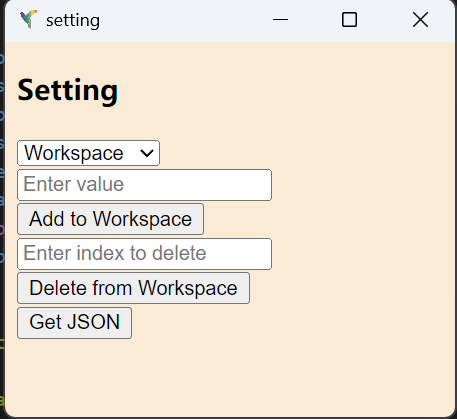 setting
Setting
Workspace
Enter value
Add to Workspace
Enter index to delete
Delete from Workspace
Get JSON